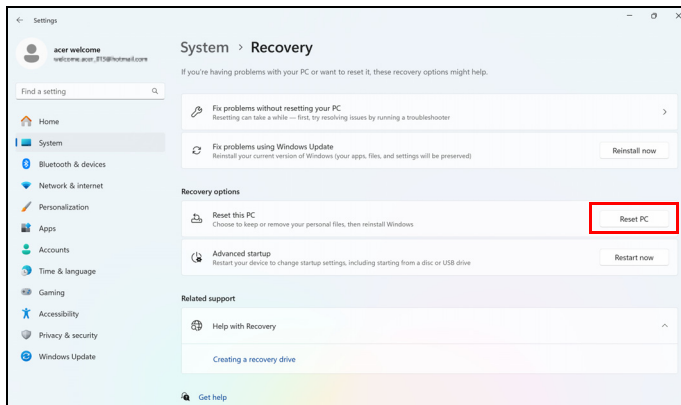 Settings
acer welcome
welcome.acer_815@hotmail.com
Find a setting
Home
System
Bluetooth & devices
Network & internet
Personalization
Apps
Accounts
Time & language
Gaming
Accessibility
Privacy & security
Windows Update
System > Recovery
If you're having problems with your PC or want to reset it, these recovery options might help.
Fix problems without resetting your PC
Resetting can take a while — first, try resolving issues by running a troubleshooter
Fix problems using Windows Update
Reinstall your current version of Windows (your apps, files, and settings will be preserved)
Reinstall now
Recovery options
Reset this PC
Choose to keep or remove your personal files, then reinstall Windows
Reset PC
Advanced startup
Restart your device to change startup settings, including starting from a disc or USB drive
Restart now
Related support
Help with Recovery
Creating a recovery drive
Get help